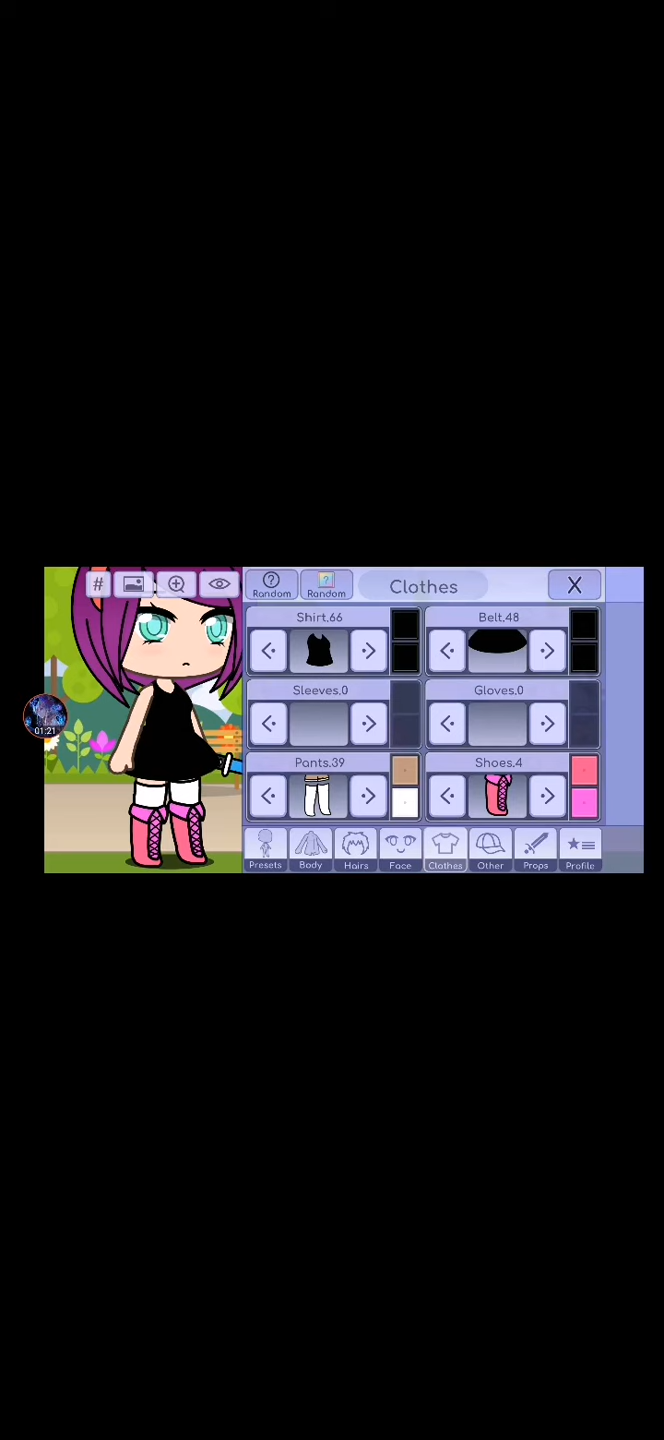 #
Random
Random
Clothes
X
Shirt.66
Belt.48
Sleeves.0
Gloves.0
01:21
Pants.39
Shoes.4
Presets
Body
Hairs
Face
Clothes
Other
Props
Profile